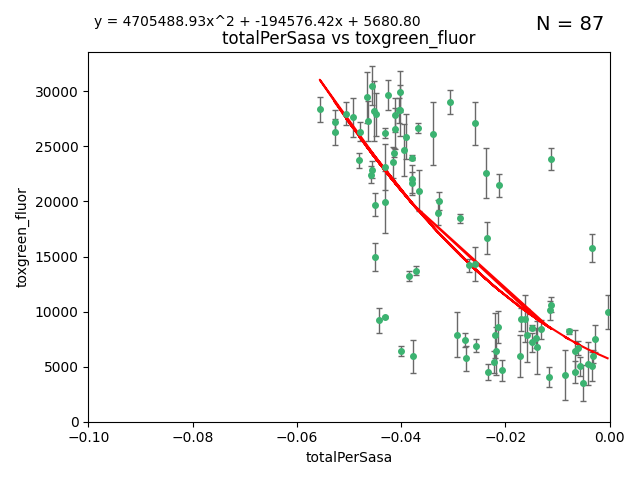 y = 4705488.93x^2 + -194576.42x + 5680.80
N = 87
totalPerSasa vs toxgreen_fluor
30000
25000
20000
15000
10000
5000
0
toxgreen_fluor
−0.10
−0.08
−0.06
−0.04
−0.02
0.00
totalPerSasa